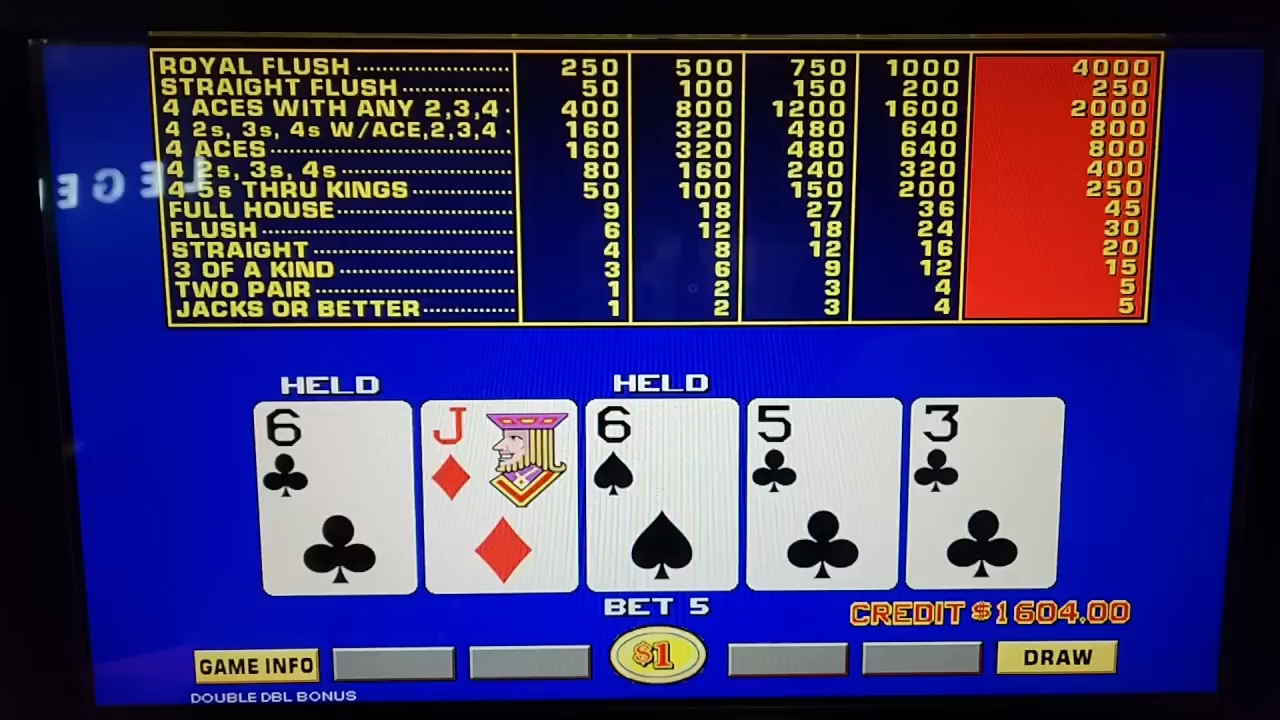 ROYAL FLUSH 250 500 750 1000 4000
STRAIGHT FLUSH 50 100 150 200 250
4 ACES WITH ANY 2,3,4 400 800 1200 1600 2000
4 2s, 3s, 4s W/ACE,2,3,4 160 320 480 640 800
4 ACES 160 320 480 640 800
4 2s, 3s, 4s 80 160 240 320 400
4 5s THRU KINGS 50 100 150 200 250
FULL HOUSE 9 18 27 36 45
FLUSH 6 12 18 24 30
STRAIGHT 4 8 12 16 20
3 OF A KIND 3 6 9 12 15
TWO PAIR 1 2 3 4 5
JACKS OR BETTER 1 2 3 4 5
HELD HELD
6 J 6 5 3
BET 5 CREDIT $1604.00
GAME INFO $1 DRAW
DOUBLE DBL BONUS